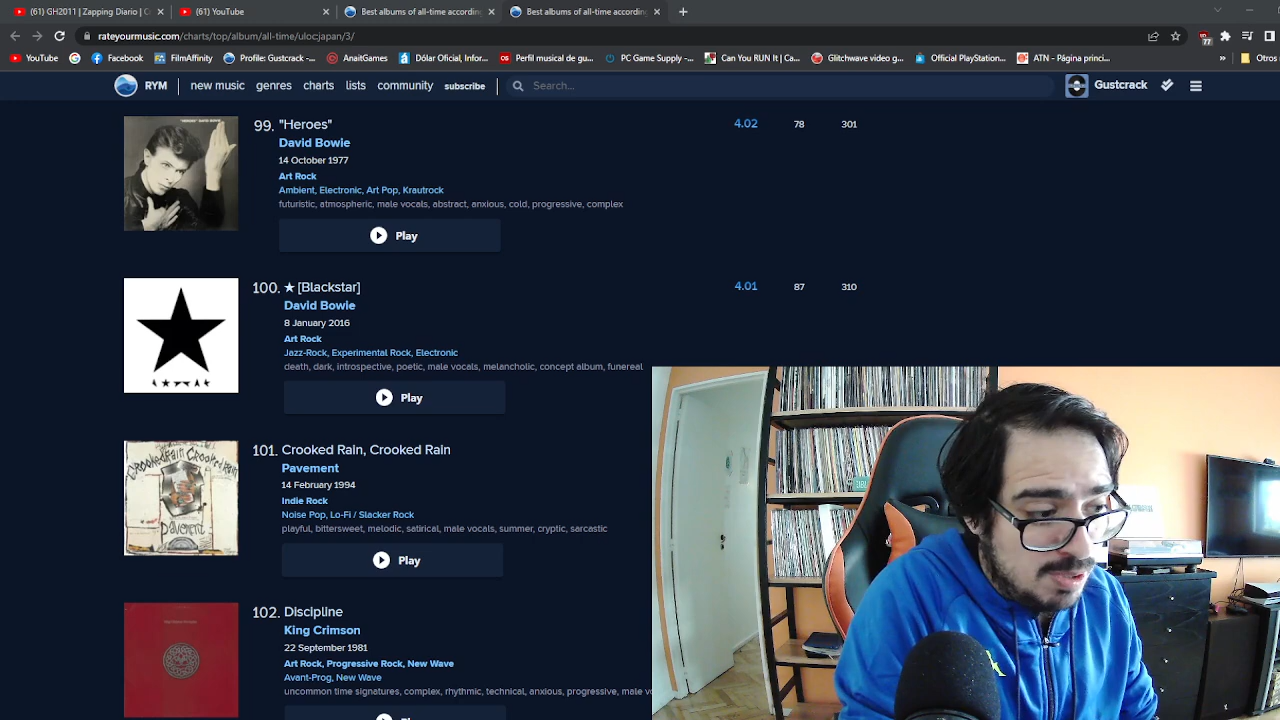 (61) GH2011 | Zapping Diario | C
(61) YouTube
Best albums of all-time according
Best albums of all-time according
rateyourmusic.com/charts/top/album/all-time/ulocjapan/3/
77
YouTube
Facebook
FilmAffinity
Profile: Gustcrack -...
AnaitGames
Dólar Oficial, Infor...
Perfil musical de gu...
PC Game Supply -...
Can You RUN It | Ca...
Glitchwave video g...
Official PlayStation...
ATN - Página princi...
»
Otros
RYM
new music
genres
charts
lists
community
subscribe
Search...
Gustcrack
99. "Heroes"
4.02
78
301
David Bowie
14 October 1977
Art Rock
Ambient, Electronic, Art Pop, Krautrock
futuristic, atmospheric, male vocals, abstract, anxious, cold, progressive, complex
Play
100. ★ [Blackstar]
4.01
87
310
David Bowie
8 January 2016
Art Rock
Jazz-Rock, Experimental Rock, Electronic
death, dark, introspective, poetic, male vocals, melancholic, concept album, funereal
Play
101. Crooked Rain, Crooked Rain
Pavement
14 February 1994
Indie Rock
Noise Pop, Lo-Fi / Slacker Rock
playful, bittersweet, melodic, satirical, male vocals, summer, cryptic, sarcastic
Play
Crooked Rain Crooked Rain
Pavement
102. Discipline
King Crimson
22 September 1981
Art Rock, Progressive Rock, New Wave
Avant-Prog, New Wave
uncommon time signatures, complex, rhythmic, technical, anxious, progressive, male vo